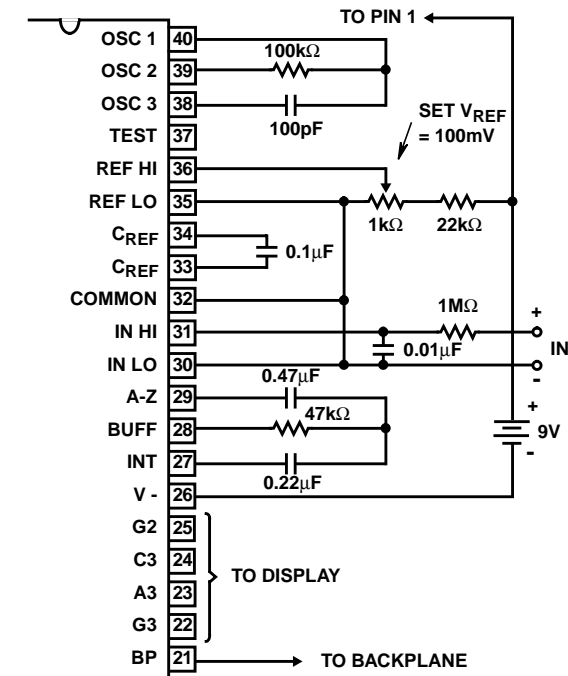 TO PIN 1
OSC 1 40
100kΩ
OSC 2 39
OSC 3 38
100pF
SET VREF
= 100mV
TEST 37
REF HI 36
REF LO 35
1kΩ 22kΩ
CREF 34
0.1µF
CREF 33
COMMON 32
1MΩ
IN HI 31
+
0.01µF
IN
IN LO 30
-
0.47µF
A-Z 29
47kΩ
+
BUFF 28
9V
-
INT 27
0.22µF
V - 26
G2 25
C3 24
TO DISPLAY
A3 23
G3 22
BP 21
TO BACKPLANE